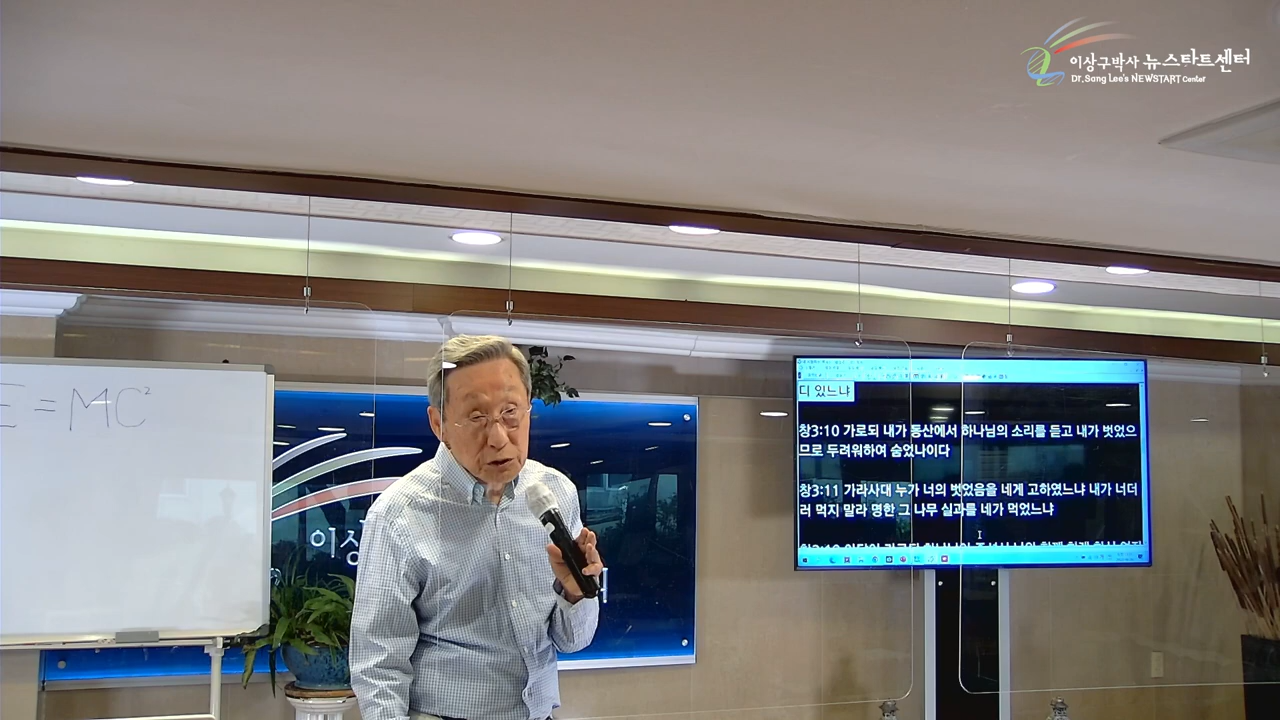 이상구박사 뉴스타트센터
Dr. Sang Lee's NEWSTART Center
E = MC²
이상
디 있느냐
창3:10 가로되 내가 동산에서 하나님의 소리를 듣고 내가 벗었으
므로 두려워하여 숨었나이다
창3:11 가라사대 누가 너의 벗었음을 네게 고하였느냐 내가 너더
러 먹지 말라 명한 그 나무 실과를 네가 먹었느냐